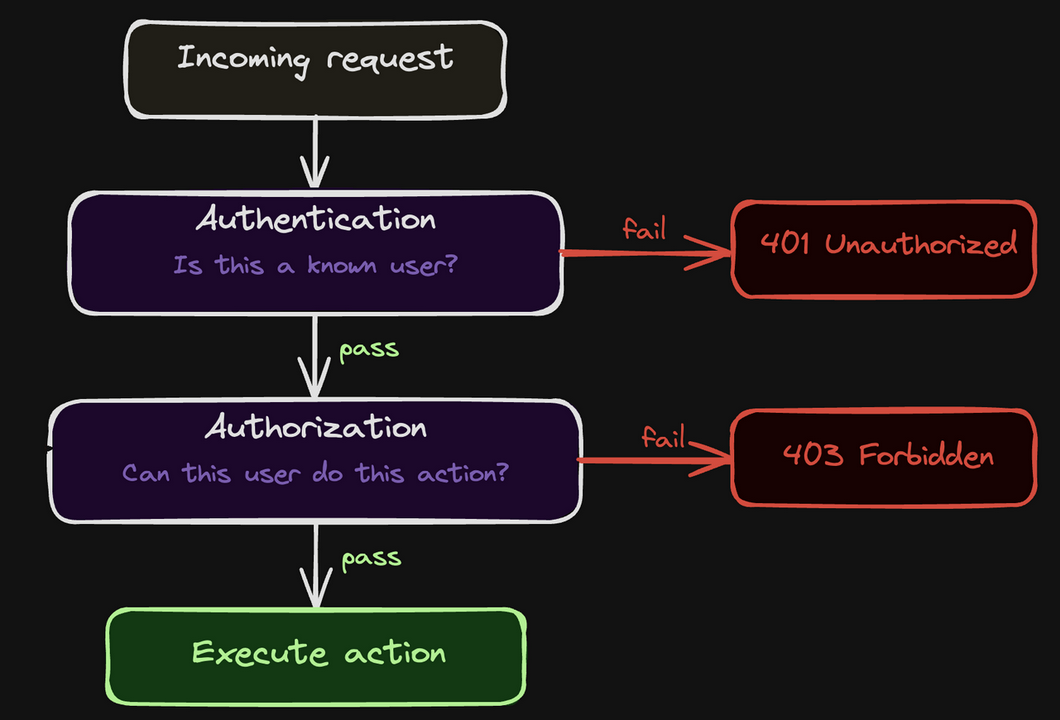 Incoming request
Authentication
Is this a known user?
fail
401 Unauthorized
pass
Authorization
Can this user do this action?
fail
403 Forbidden
pass
Execute action